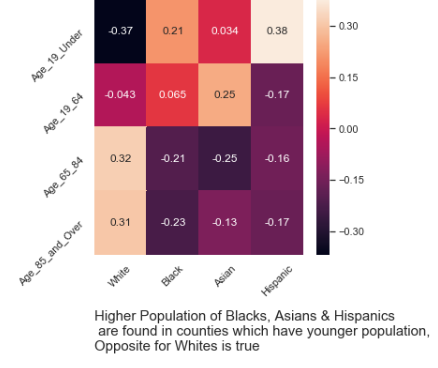 Age_19_Under -0.37 0.21 0.034 0.38
Age_19_64 -0.043 0.065 0.25 -0.17
Age_65_84 0.32 -0.21 -0.25 -0.16
Age_85_and_Over 0.31 -0.23 -0.13 -0.17
White Black Asian Hispanic
0.30
0.15
0.00
-0.15
-0.30
Higher Population of Blacks, Asians & Hispanics
are found in counties which have younger population,
Opposite for Whites is true